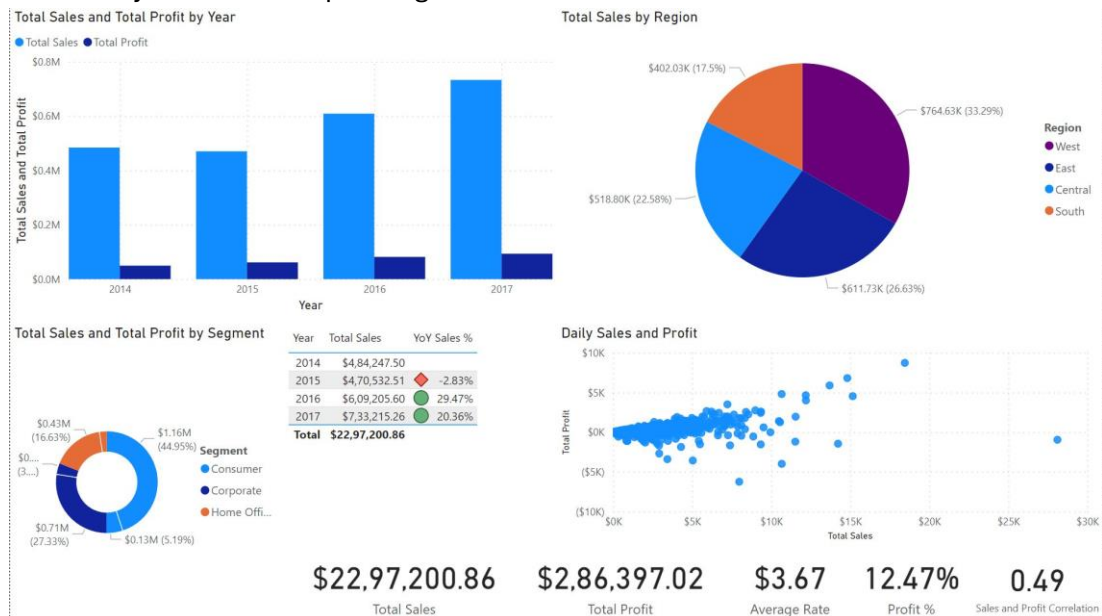 Total Sales and Total Profit by Year
Total Sales Total Profit
$0.8M
$0.6M
$0.4M
$0.2M
$0.0M
Total Sales and Total Profit
2014 2015 2016 2017
Year
Total Sales by Region
$402.03K (17.5%)
$764.63K (33.29%)
$518.80K (22.58%)
$611.73K (26.63%)
Region
West
East
Central
South
Total Sales and Total Profit by Segment
$0.43M
(16.63%)
$1.16M
(44.95%)
$0....
(3....)
$0.71M
(27.33%)
$0.13M (5.19%)
Segment
Consumer
Corporate
Home Offi...
Year Total Sales YoY Sales %
2014 $4,84,247.50
2015 $4,70,532.51 -2.83%
2016 $6,09,205.60 29.47%
2017 $7,33,215.26 20.36%
Total $22,97,200.86
Daily Sales and Profit
$10K
$5K
$0K
($5K)
($10K)
Total Profit
$0K $5K $10K $15K $20K $25K $30K
Total Sales
$22,97,200.86 $2,86,397.02 $3.67 12.47% 0.49
Total Sales Total Profit Average Rate Profit % Sales and Profit Correlation